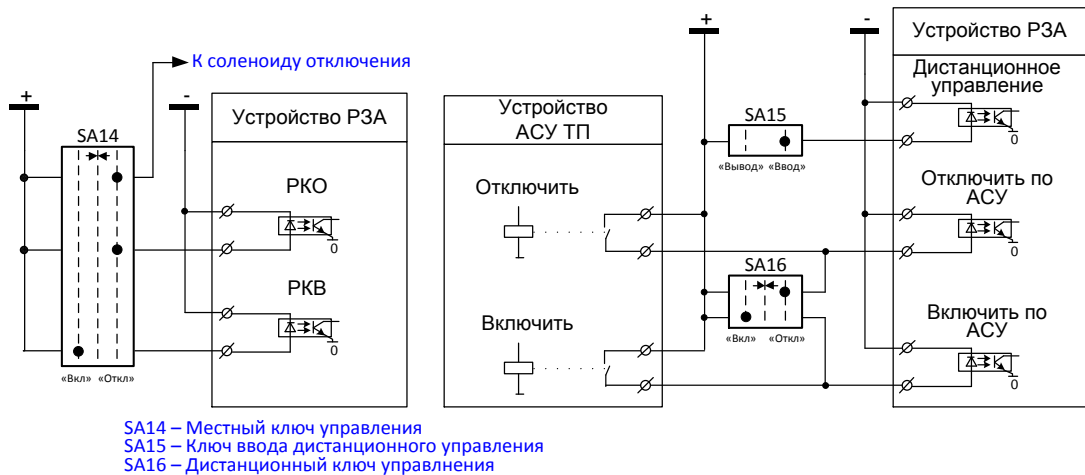 К соленоиду отключения
+
SA14
«Вкл» «Откл»
-
Устройство РЗА
РКО
0
РКВ
0
Устройство
АСУ ТП
Отключить
Включить
+
SA15
«Вывод» «Ввод»
SA16
«Вкл» «Откл»
-
Устройство РЗА
Дистанционное
управление
0
Отключить по
АСУ
0
Включить по
АСУ
0
SA14 – Местный ключ управления
SA15 – Ключ ввода дистанционного управления
SA16 – Дистанционный ключ управлнения